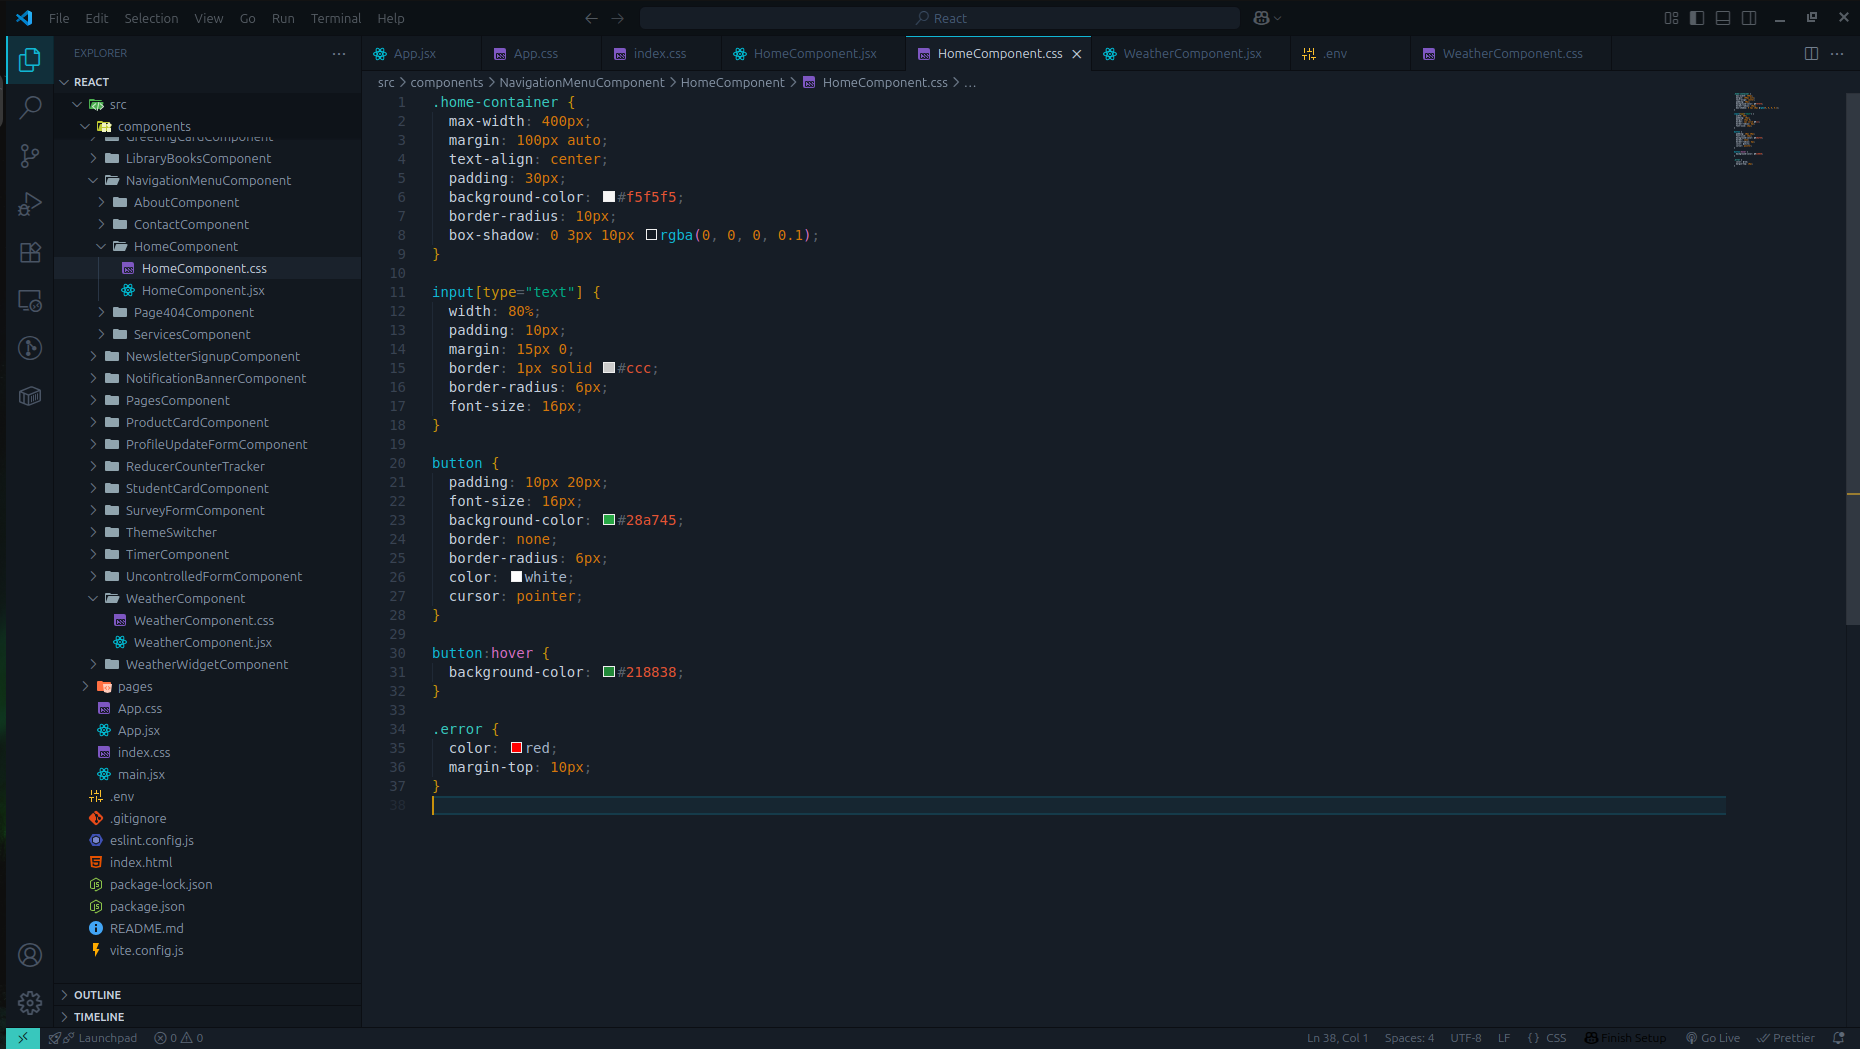 File Edit Selection View Go Run Terminal Help
React
EXPLORER
REACT
src
components
GreetingCardComponent
LibraryBooksComponent
NavigationMenuComponent
AboutComponent
ContactComponent
HomeComponent
HomeComponent.css
HomeComponent.jsx
Page404Component
ServicesComponent
NewsletterSignupComponent
NotificationBannerComponent
PagesComponent
ProductCardComponent
ProfileUpdateFormComponent
ReducerCounterTracker
StudentCardComponent
SurveyFormComponent
ThemeSwitcher
TimerComponent
UncontrolledFormComponent
WeatherComponent
WeatherComponent.css
WeatherComponent.jsx
WeatherWidgetComponent
pages
App.css
App.jsx
index.css
main.jsx
.env
.gitignore
eslint.config.js
index.html
package-lock.json
package.json
README.md
vite.config.js
OUTLINE
TIMELINE
App.jsx App.css index.css HomeComponent.jsx HomeComponent.css WeatherComponent.jsx .env WeatherComponent.css
src > components > NavigationMenuComponent > HomeComponent > HomeComponent.css > ...
1 .home-container {
2 max-width: 400px;
3 margin: 100px auto;
4 text-align: center;
5 padding: 30px;
6 background-color: #f5f5f5;
7 border-radius: 10px;
8 box-shadow: 0 3px 10px rgba(0, 0, 0, 0.1);
9 }
10
11 input[type="text"] {
12 width: 80%;
13 padding: 10px;
14 margin: 15px 0;
15 border: 1px solid #ccc;
16 border-radius: 6px;
17 font-size: 16px;
18 }
19
20 button {
21 padding: 10px 20px;
22 font-size: 16px;
23 background-color: #28a745;
24 border: none;
25 border-radius: 6px;
26 color: white;
27 cursor: pointer;
28 }
29
30 button:hover {
31 background-color: #218838;
32 }
33
34 .error {
35 color: red;
36 margin-top: 10px;
37 }
38
Launchpad 0 0 Ln 38, Col 1 Spaces: 4 UTF-8 LF {} CSS Finish Setup Go Live Prettier